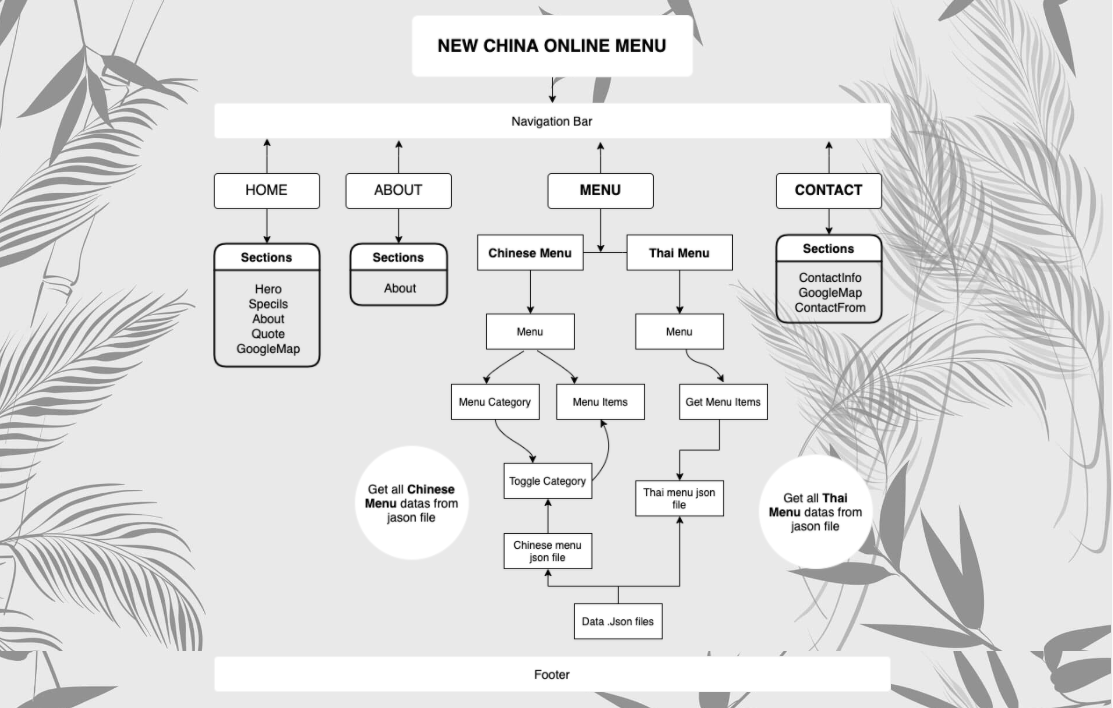 NEW CHINA ONLINE MENU
Navigation Bar
HOME
ABOUT
MENU
CONTACT
Sections
Hero
Specils
About
Quote
GoogleMap
Sections
About
Chinese Menu
Thai Menu
Sections
ContactInfo
GoogleMap
ContactFrom
Menu
Menu
Menu Category
Menu Items
Get Menu Items
Toggle Category
Get all Chinese
Menu datas from
jason file
Thai menu json
file
Get all Thai
Menu datas from
jason file
Chinese menu
json file
Data .Json files
Footer